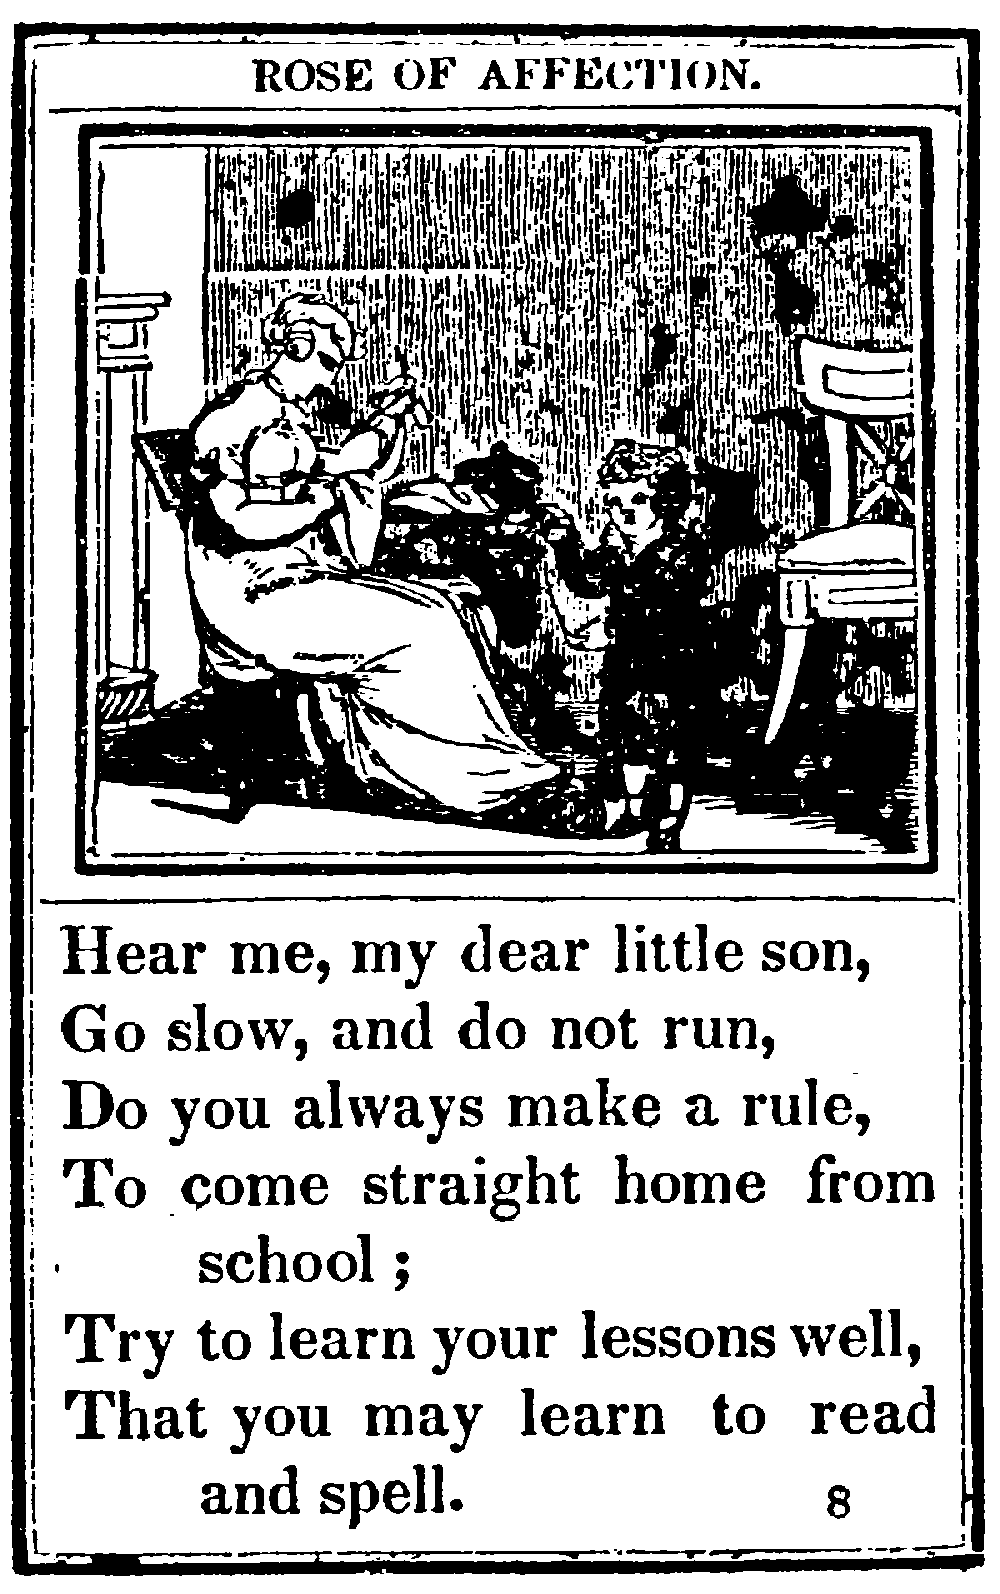 ROSE OF AFFECTION.
Hear me, my dear little son,
Go slow, and do not run,
Do you always make a rule,
To come straight home from
school ;
Try to learn your lessons well,
That you may learn to read
and spell.
8